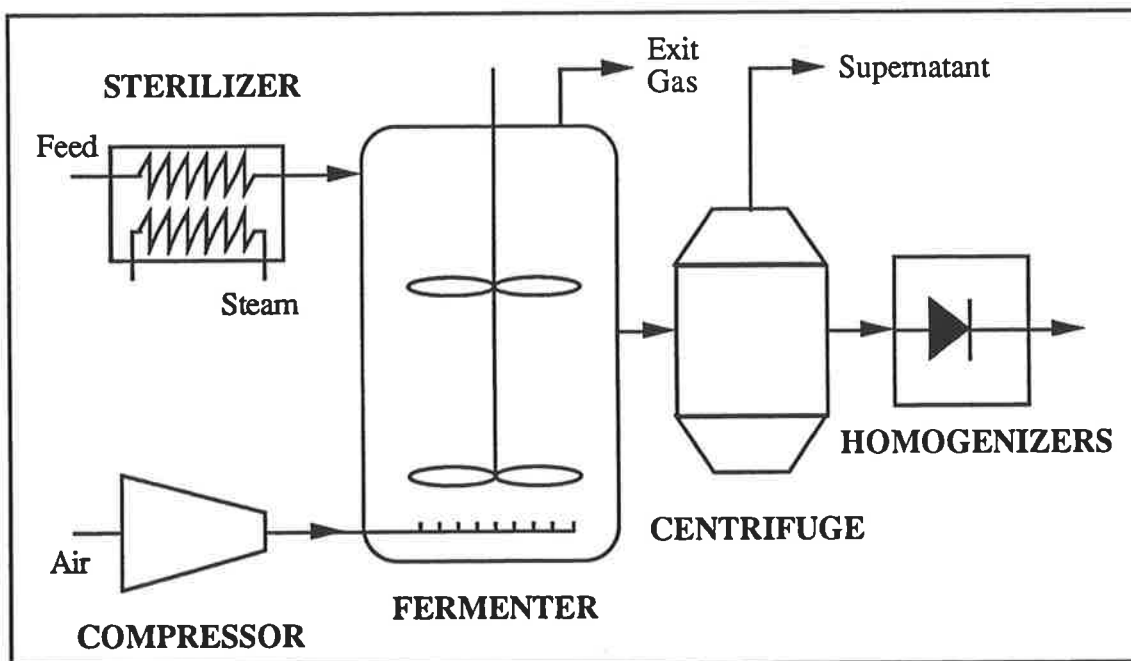 Exit
Gas
Supernatant
STERILIZER
Feed
Steam
HOMOGENIZERS
CENTRIFUGE
Air
FERMENTER
COMPRESSOR